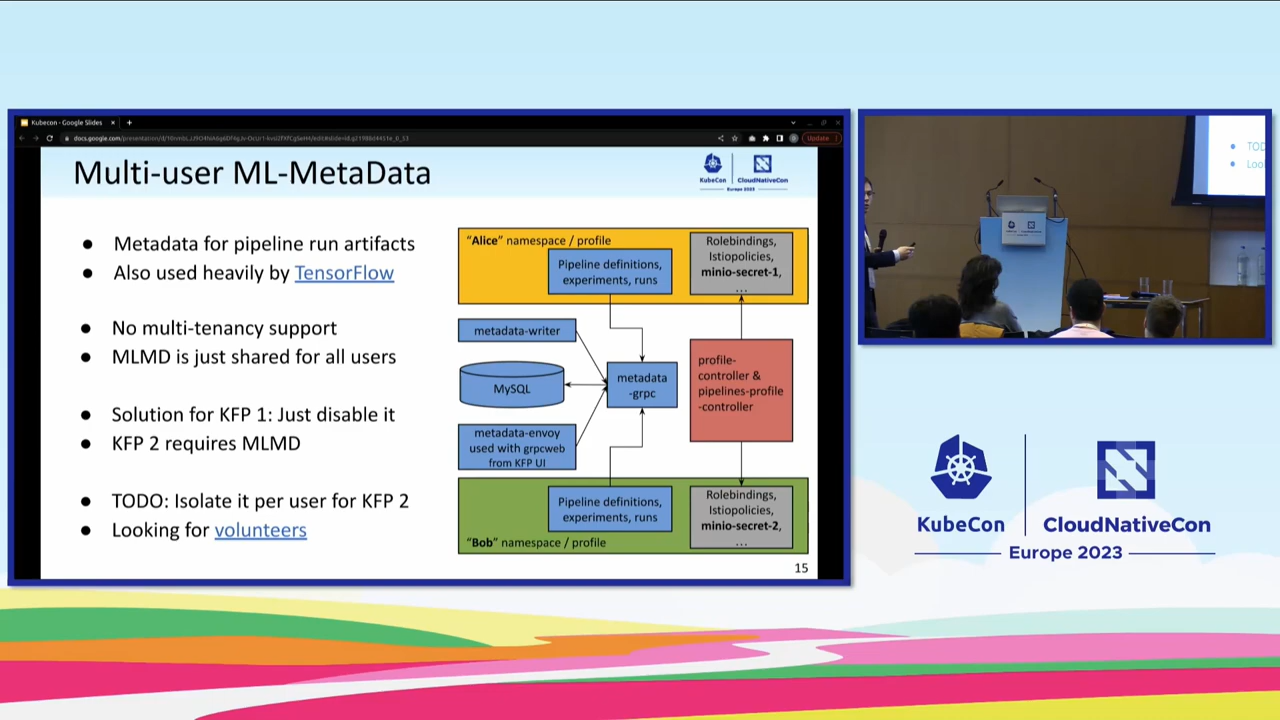 Kubecon - Google Slides
Update
Multi-user ML-MetaData
KubeCon
CloudNativeCon
Europe 2023
● Metadata for pipeline run artifacts
● Also used heavily by TensorFlow
● No multi-tenancy support
● MLMD is just shared for all users
● Solution for KFP 1: Just disable it
● KFP 2 requires MLMD
● TODO: Isolate it per user for KFP 2
● Looking for volunteers
“Alice” namespace / profile
Pipeline definitions,
experiments, runs
Rolebindings,
Istiopolicies,
minio-secret-1,
...
metadata-writer
MySQL
metadata
-grpc
metadata-envoy
used with grpcweb
from KFP UI
profile-
controller &
pipelines-profile
-controller
Pipeline definitions,
experiments, runs
Rolebindings,
Istiopolicies,
minio-secret-2,
...
“Bob” namespace / profile
15
● TOD
● Loo
KubeCon
CloudNativeCon
Europe 2023